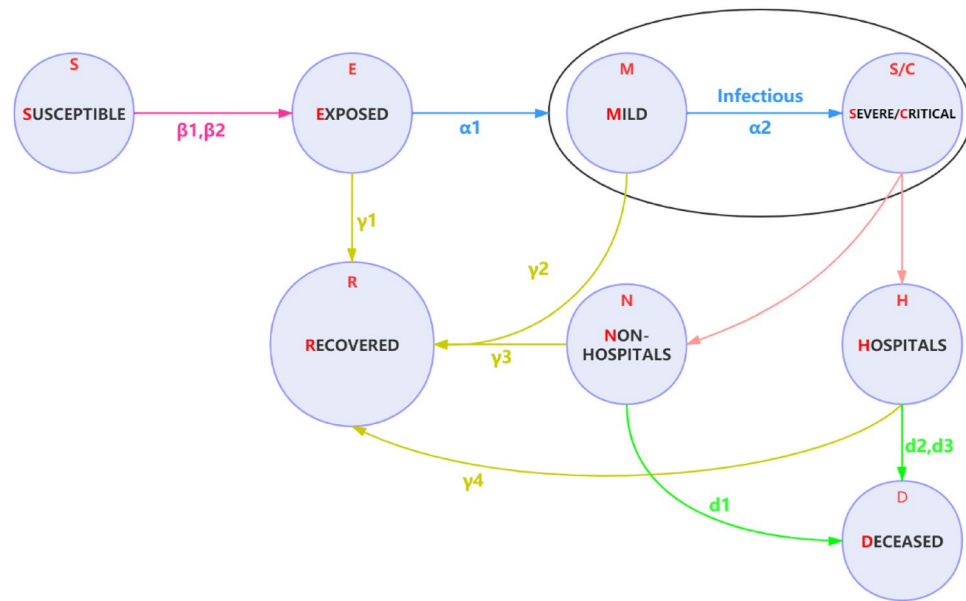 S
SUSCEPTIBLE
β1,β2
E
EXPOSED
α1
M
MILD
Infectious
α2
S/C
SEVERE/CRITICAL
γ1
γ2
R
RECOVERED
γ3
N
NON-
HOSPITALS
H
HOSPITALS
γ4
d1
d2,d3
D
DECEASED